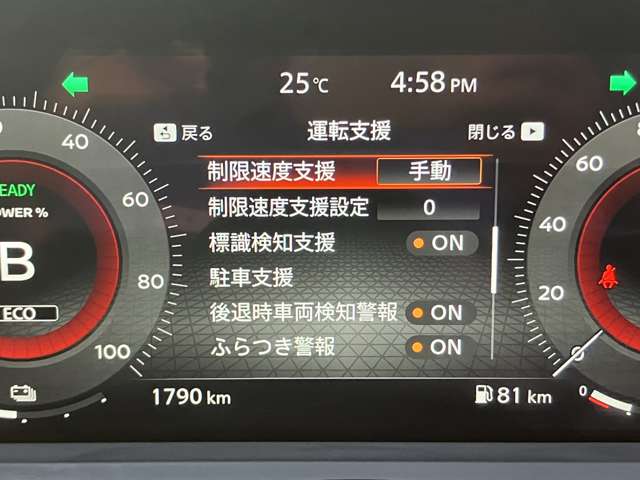 25℃ 4:58 PM
戻る 運転支援 閉じる
制限速度支援 手動
制限速度支援設定 0
標識検知支援 ON
駐車支援
後退時車両検知警報 ON
ふらつき警報 ON
1790 km 81 km
40
60
80
100
EADY
OWER %
B
ECO
60
40
20
0
0